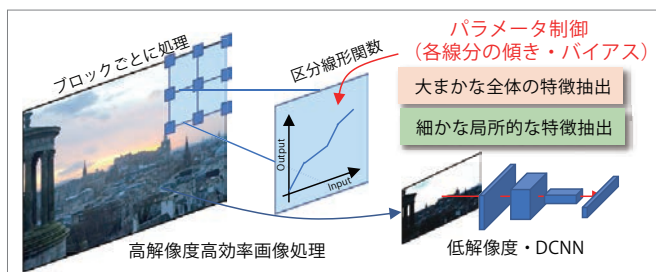 ブロックごとに処理
区分線形関数
パラメータ制御
（各線分の傾き・バイアス）
大まかな全体の特徴抽出
細かな局所的な特徴抽出
Output
Input
高解像度高効率画像処理
低解像度・DCNN